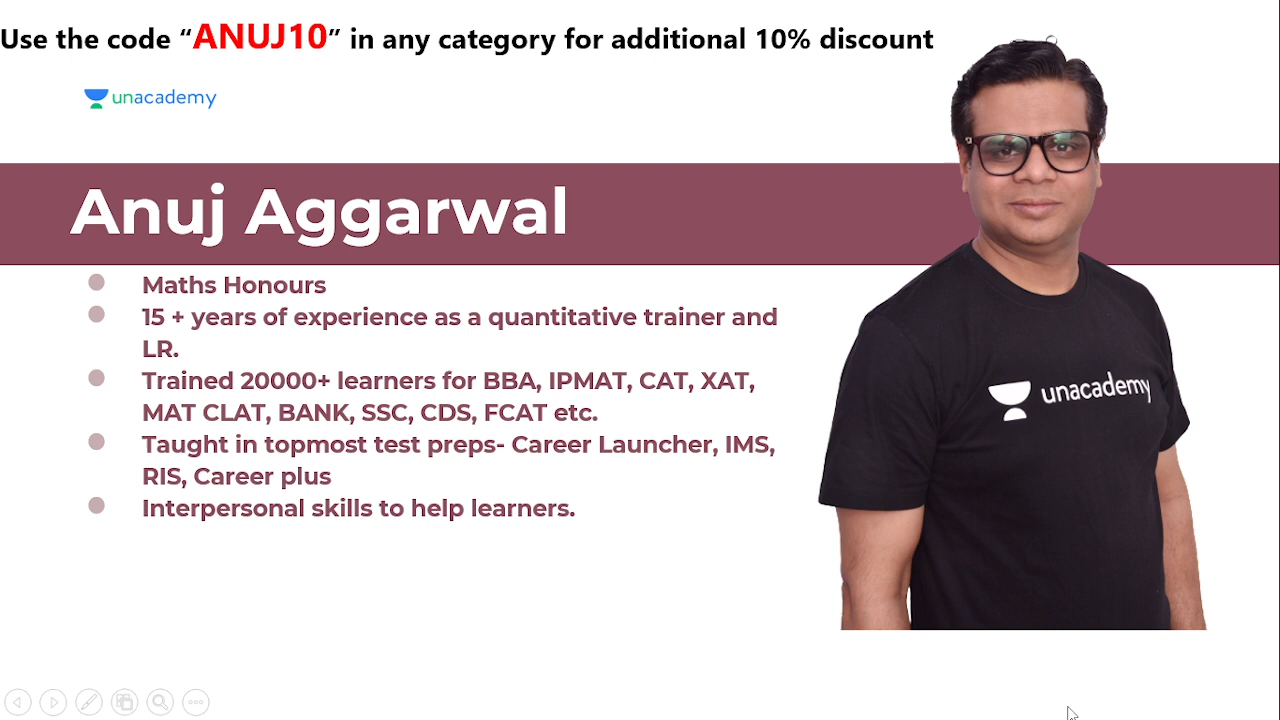 Use the code “ANUJ10” in any category for additional 10% discount
unacademy
Anuj Aggarwal
Maths Honours
15 + years of experience as a quantitative trainer and
LR.
Trained 20000+ learners for BBA, IPMAT, CAT, XAT,
MAT CLAT, BANK, SSC, CDS, FCAT etc.
Taught in topmost test preps- Career Launcher, IMS,
RIS, Career plus
Interpersonal skills to help learners.
unacademy